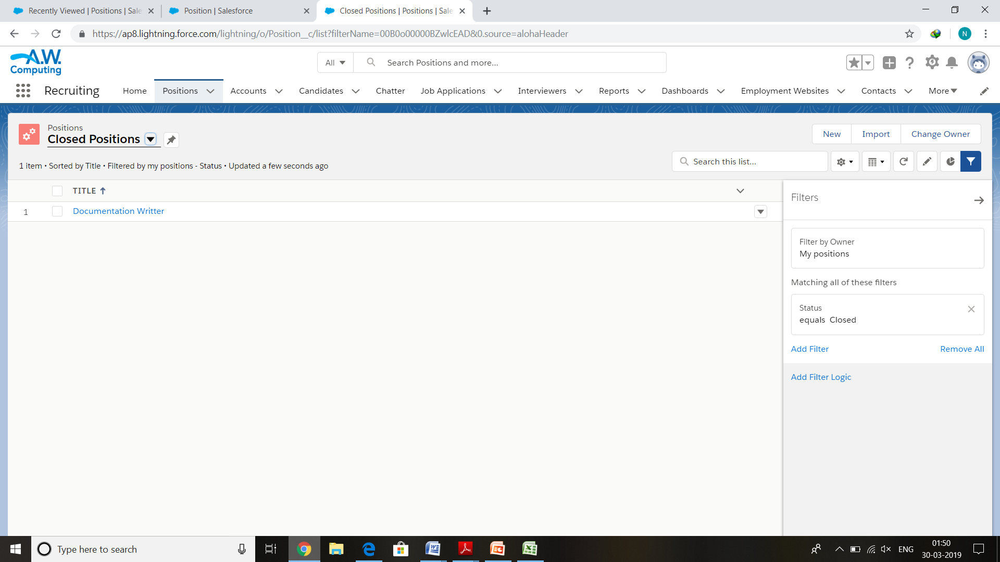 Recently Viewed | Positions | Sale
Position | Salesforce
Closed Positions | Positions | Sale
https://ap8.lightning.force.com/lightning/o/Position__c/list?filterName=00B0o00000BZwlcEAD&0.source=alohaHeader
N
A.W.
Computing
All
Search Positions and more...
Recruiting
Home
Positions
Accounts
Candidates
Chatter
Job Applications
Interviewers
Reports
Dashboards
Employment Websites
Contacts
More
Positions
Closed Positions
New
Import
Change Owner
1 item • Sorted by Title • Filtered by my positions - Status • Updated a few seconds ago
Search this list...
TITLE
1
Documentation Writter
Filters
Filter by Owner
My positions
Matching all of these filters
Status
equals Closed
Add Filter
Remove All
Add Filter Logic
Type here to search
ENG
01:50
30-03-2019